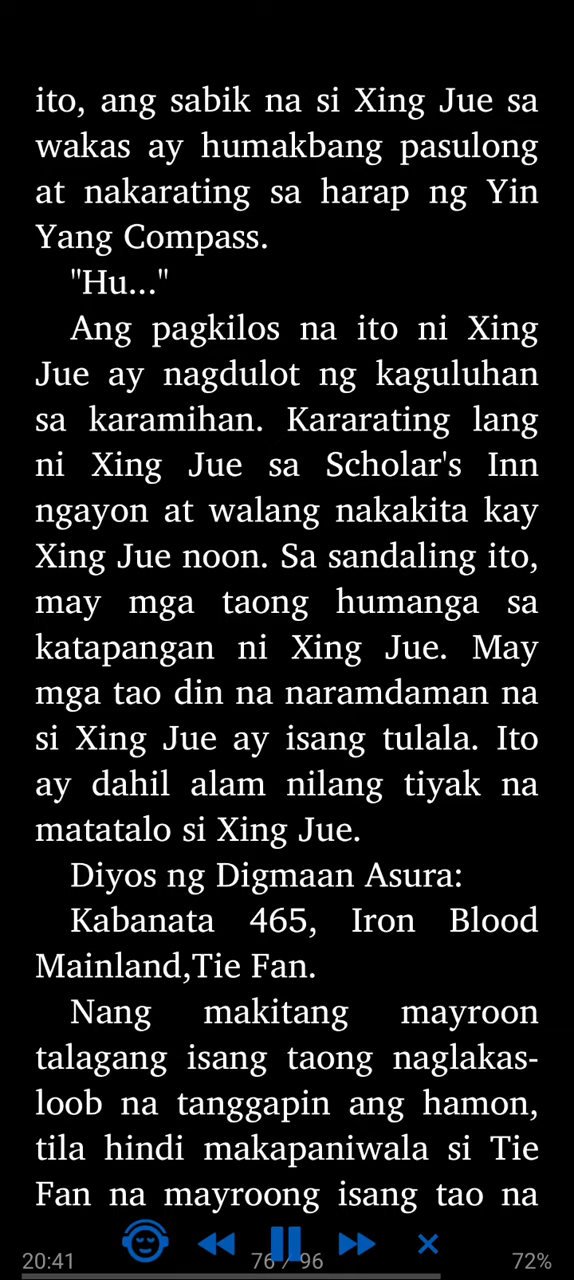 ito, ang sabik na si Xing Jue sa
wakas ay humakbang pasulong
at nakarating sa harap ng Yin
Yang Compass.
"Hu..."
Ang pagkilos na ito ni Xing
Jue ay nagdulot ng kaguluhan
sa karamihan. Kararating lang
ni Xing Jue sa Scholar's Inn
ngayon at walang nakakita kay
Xing Jue noon. Sa sandaling ito,
may mga taong humanga sa
katapangan ni Xing Jue. May
mga tao din na naramdaman na
si Xing Jue ay isang tulala. Ito
ay dahil alam nilang tiyak na
matatalo si Xing Jue.
Diyos ng Digmaan Asura:
Kabanata 465, Iron Blood
Mainland,Tie Fan.
Nang makitang mayroon
talagang isang taong naglakas-
loob na tanggapin ang hamon,
tila hindi makapaniwala si Tie
Fan na mayroong isang tao na
20:41 76 / 96 72%